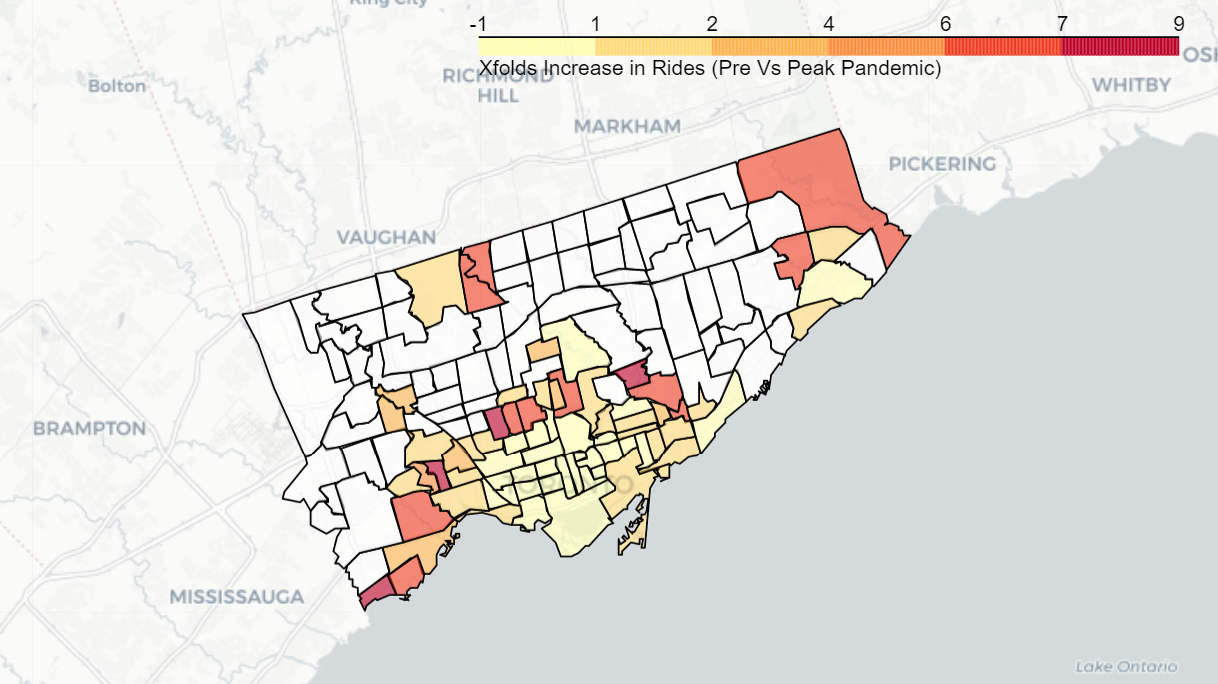 King City
-1 1 2 4 6 7 9
Xfolds Increase in Rides (Pre Vs Peak Pandemic)
Bolton
RICHMOND
HILL
WHITBY
MARKHAM
PICKERING
VAUGHAN
BRAMPTON
TORONTO
MISSISSAUGA
Lake Ontario